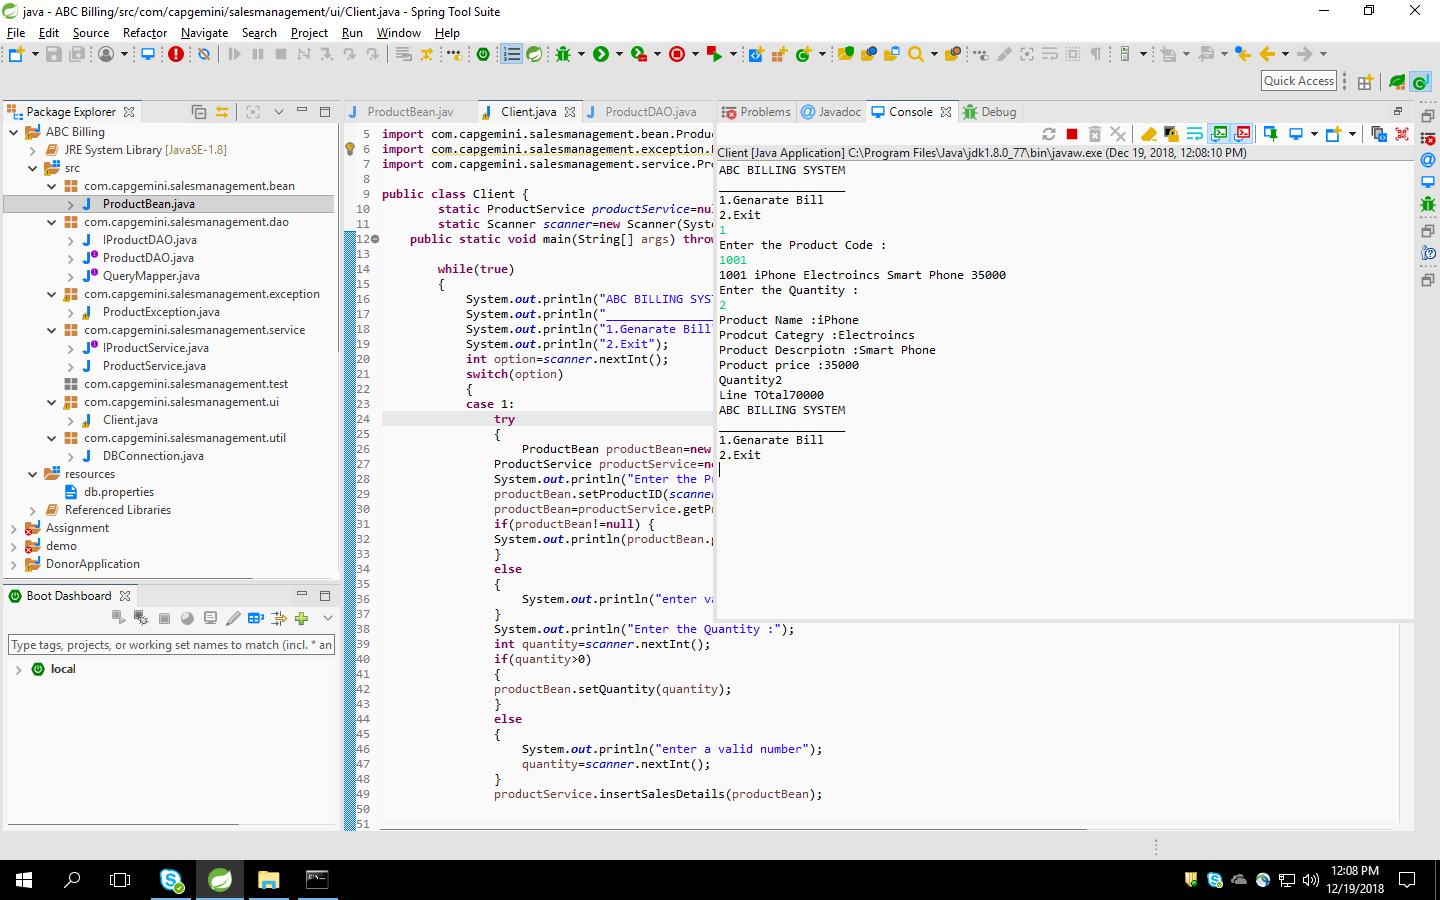 java - ABC Billing/src/com/capgemini/salesmanagement/ui/Client.java - Spring Tool Suite
File Edit Source Refactor Navigate Search Project Run Window Help
Quick Access
Package Explorer
ABC Billing
JRE System Library [JavaSE-1.8]
src
com.capgemini.salesmanagement.bean
ProductBean.java
com.capgemini.salesmanagement.dao
IProductDAO.java
ProductDAO.java
QueryMapper.java
com.capgemini.salesmanagement.exception
ProductException.java
com.capgemini.salesmanagement.service
IProductService.java
ProductService.java
com.capgemini.salesmanagement.test
com.capgemini.salesmanagement.ui
Client.java
com.capgemini.salesmanagement.util
DBConnection.java
resources
db.properties
Referenced Libraries
Assignment
demo
DonorApplication
Boot Dashboard
Type tags, projects, or working set names to match (incl. * an
local
ProductBean.jav Client.java ProductDAO.java
5 import com.capgemini.salesmanagement.bean.Produc
6 import com.capgemini.salesmanagement.exception.
7 import com.capgemini.salesmanagement.service.Pro
8
9 public class Client {
10 static ProductService productService=nul
11 static Scanner scanner=new Scanner(Syst
12 public static void main(String[] args) throw
13
14 while(true)
15 {
16 System.out.println("ABC BILLING SYST
17 System.out.println("___________________
18 System.out.println("1.Genarate Bill"
19 System.out.println("2.Exit");
20 int option=scanner.nextInt();
21 switch(option)
22 {
23 case 1:
24 try
25 {
26 ProductBean productBean=new
27 ProductService productService=ne
28 System.out.println("Enter the Pr
29 productBean.setProductID(scanner
30 productBean=productService.getPr
31 if(productBean!=null) {
32 System.out.println(productBean.g
33 }
34 else
35 {
36 System.out.println("enter va
37 }
38 System.out.println("Enter the Quantity :");
39 int quantity=scanner.nextInt();
40 if(quantity>0)
41 {
42 productBean.setQuantity(quantity);
43 }
44 else
45 {
46 System.out.println("enter a valid number");
47 quantity=scanner.nextInt();
48 }
49 productService.insertSalesDetails(productBean);
50
51
Problems Javadoc Console Debug
Client [Java Application] C:\Program Files\Java\jdk1.8.0_77\bin\javaw.exe (Dec 19, 2018, 12:08:10 PM)
ABC BILLING SYSTEM
__________________
1.Genarate Bill
2.Exit
1
Enter the Product Code :
1001
1001 iPhone Electroincs Smart Phone 35000
Enter the Quantity :
2
Product Name :iPhone
Prodcut Categry :Electroincs
Product Descrpiotn :Smart Phone
Product price :35000
Quantity2
Line TOtal70000
ABC BILLING SYSTEM
__________________
1.Genarate Bill
2.Exit
12:08 PM
12/19/2018